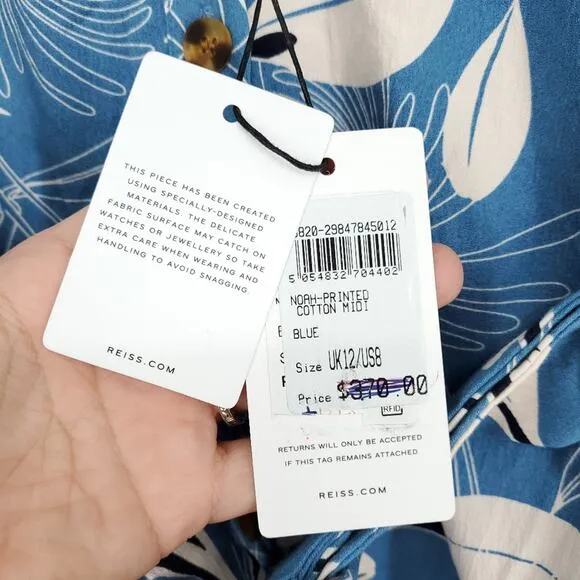 THIS PIECE HAS BEEN CREATED
USING SPECIALLY-DESIGNED
MATERIALS. THE DELICATE
FABRIC SURFACE MAY CATCH ON
WATCHES OR JEWELLERY SO TAKE
EXTRA CARE WHEN WEARING AND
HANDLING TO AVOID SNAGGING
REISS.COM
820-29847845012
5 054832 704402
NOAH-PRINTED
COTTON MIDI
BLUE
Size UK12/US8
Price $370.00
RFID
RETURNS WILL ONLY BE ACCEPTED
IF THIS TAG REMAINS ATTACHED
REISS.COM